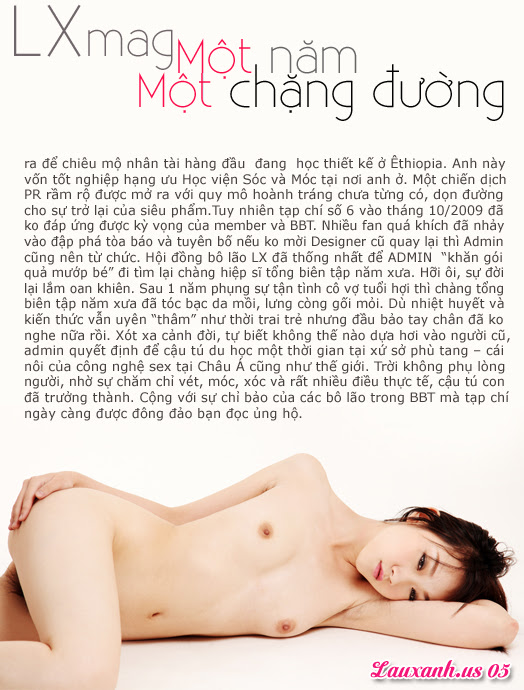 LXmag Một năm
Một chặng đường
ra để chiêu mộ nhân tài hàng đầu đang học thiết kế ở Êthiopia. Anh này
vốn tốt nghiệp hạng ưu Học viện Sóc và Móc tại nơi anh ở. Một chiến dịch
PR rầm rộ được mở ra với quy mô hoành tráng chưa từng có, dọn đường
cho sự trở lại của siêu phẩm.Tuy nhiên tạp chí số 6 vào tháng 10/2009 đã
ko đáp ứng được kỳ vọng của member và BBT. Nhiều fan quá khích đã nhảy
vào đập phá tòa báo và tuyên bố nếu ko mời Designer cũ quay lại thì Admin
cũng nên từ chức. Hội đồng bô lão LX đã thống nhất để ADMIN “khăn gói
quả mướp bé” đi tìm lại chàng hiệp sĩ tổng biên tập năm xưa. Hỡi ôi, sự đời
lại lắm oan khiên. Sau 1 năm phụng sự tận tình cô vợ tuổi hợi thì chàng tổng
biên tập năm xưa đã tóc bạc da mồi, lưng còng gối mỏi. Dù nhiệt huyết và
kiến thức vẫn uyên “thâm” như thời trai trẻ nhưng đầu bảo tay chân đã ko
nghe nữa rồi. Xót xa cảnh đời, tự biết không thế nào dựa hơi vào người cũ,
admin quyết định để cậu tú du học một thời gian tại xứ sở phù tang – cái
nôi của công nghệ sex tại Châu Á cũng như thế giới. Trời không phụ lòng
người, nhờ sự chăm chỉ vét, móc, xóc và rất nhiều điều thực tế, cậu tú con
đã trưởng thành. Cộng với sự chỉ bảo của các bô lão trong BBT mà tạp chí
ngày càng được đông đảo bạn đọc ủng hộ.
Lauxanh.us 05